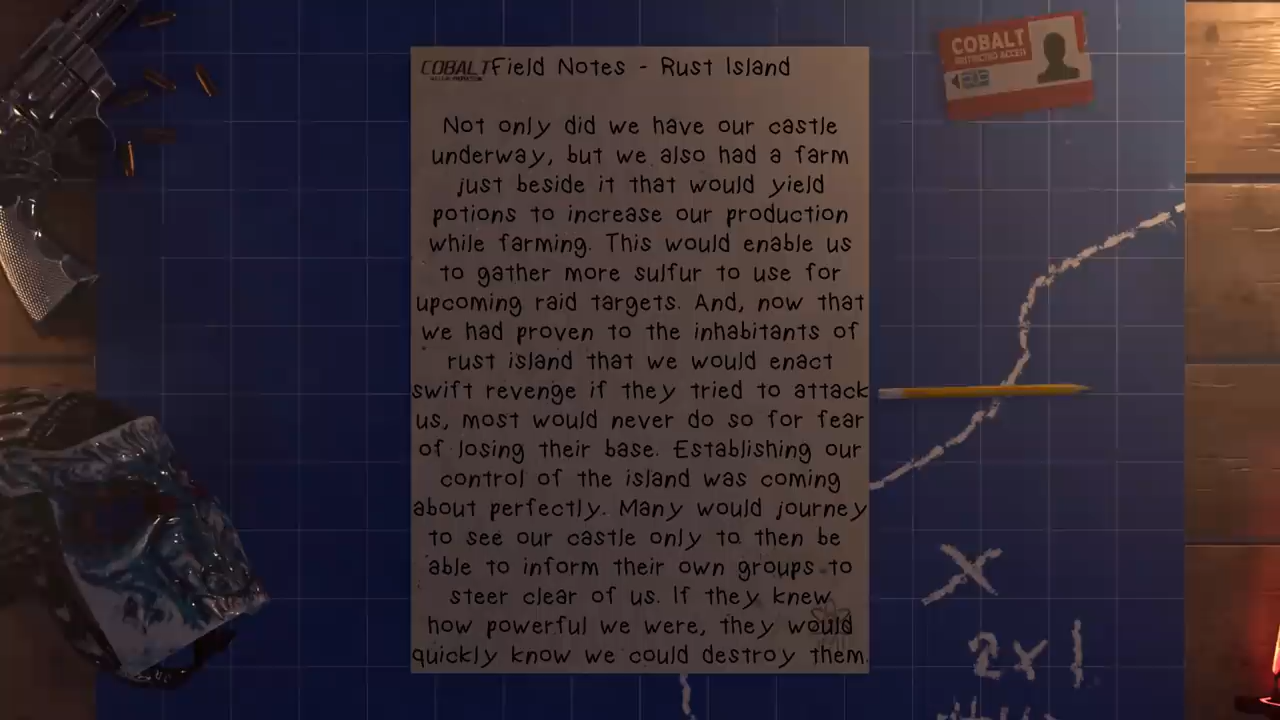 COBALT
Field Notes - Rust Island
Not only did we have our castle
underway, but we also had a farm
just beside it that would yield
potions to increase our production
while farming. This would enable us
to gather more sulfur to use for
upcoming raid targets. And, now that
we had proven to the inhabitants of
rust island that we would enact
swift revenge if they tried to attack
us, most would never do so for fear
of losing their base. Establishing our
control of the island was coming
about perfectly. Many would journey
to see our castle only to then be
able to inform their own groups to
steer clear of us. If they knew
how powerful we were, they would
quickly know we could destroy them.
COBALT
RESTRICTED ACCESS
X
2x1